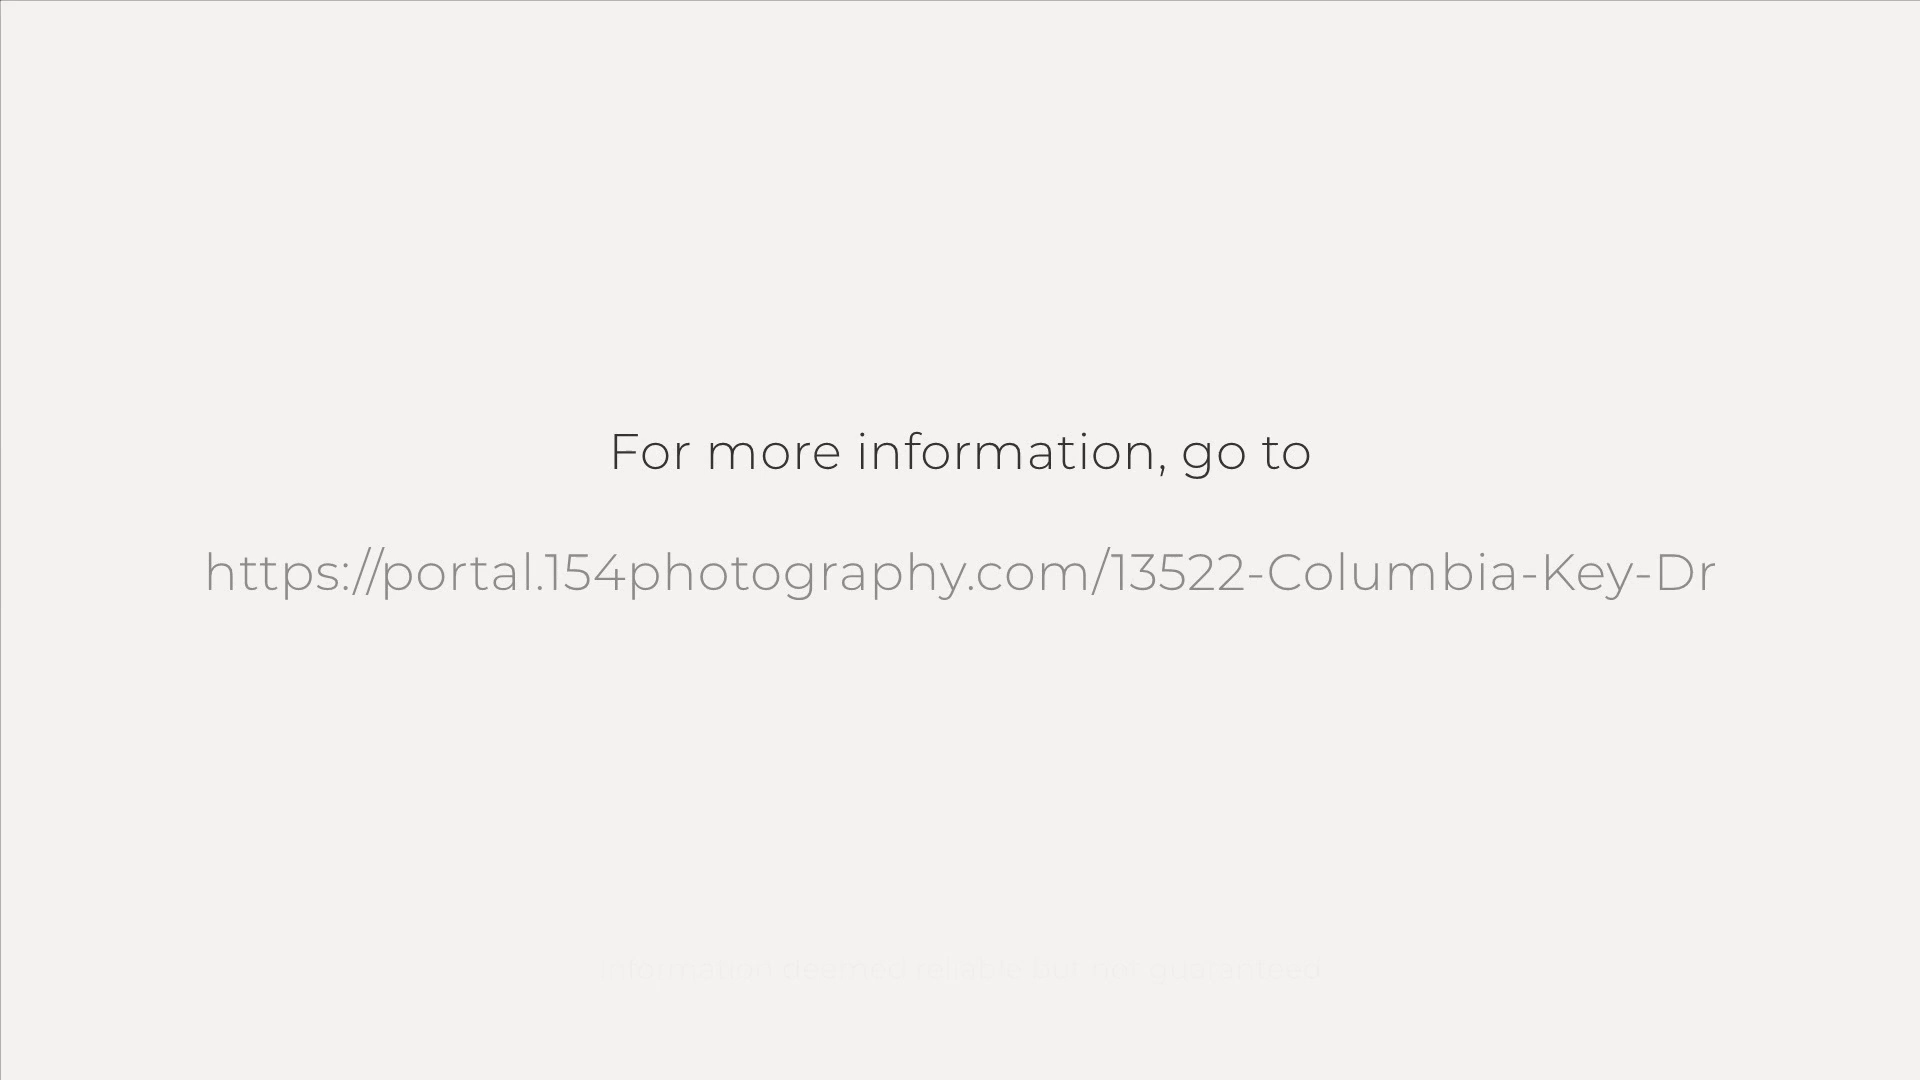 For more information, go to
https://portal.154photography.com/13522-Columbia-Key-Dr
Information deemed reliable but not guaranteed